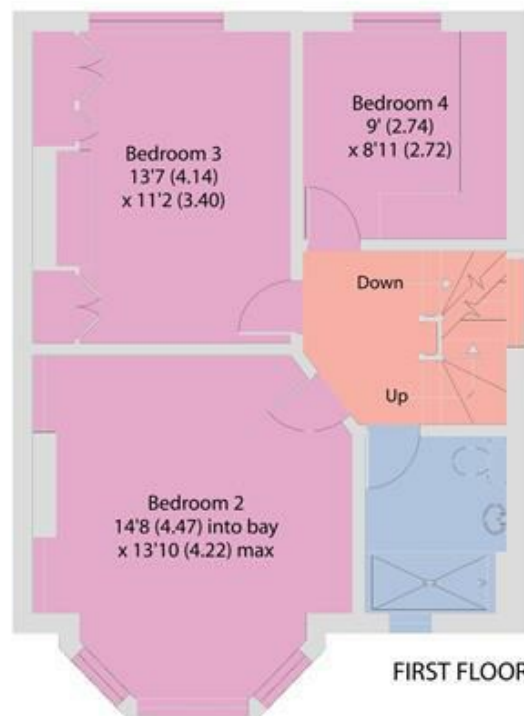 Bedroom 4
9' (2.74)
x 8'11 (2.72)
Bedroom 3
13'7 (4.14)
x 11'2 (3.40)
Down
Up
Bedroom 2
14'8 (4.47) into bay
x 13'10 (4.22) max
FIRST FLOOR